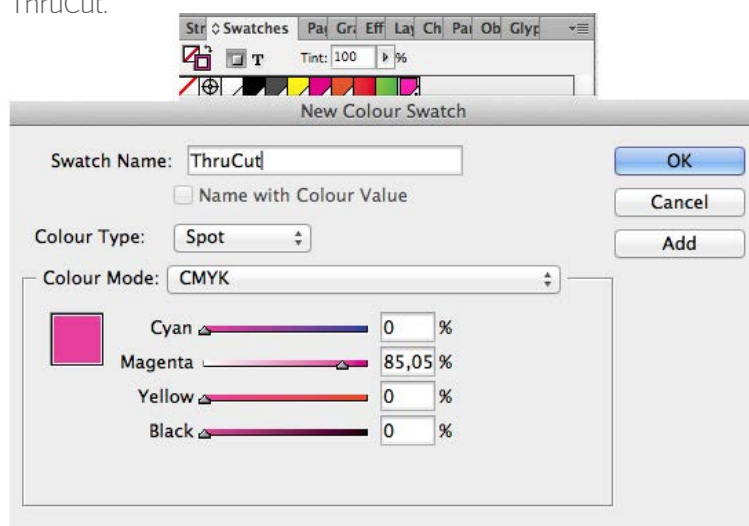 ThruCut.
Str Swatches Pa Gra Eff Lay Ch Pai Ob Glyp
T Tint: 100 %
New Colour Swatch
Swatch Name: ThruCut OK
Name with Colour Value Cancel
Colour Type: Spot Add
Colour Mode: CMYK
Cyan 0 %
Magenta 85,05 %
Yellow 0 %
Black 0 %